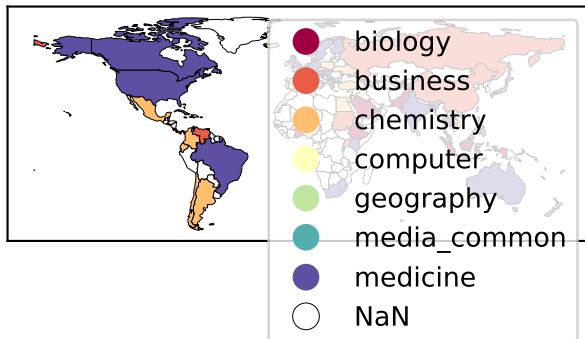 biology
business
chemistry
computer
geography
media_common
medicine
NaN